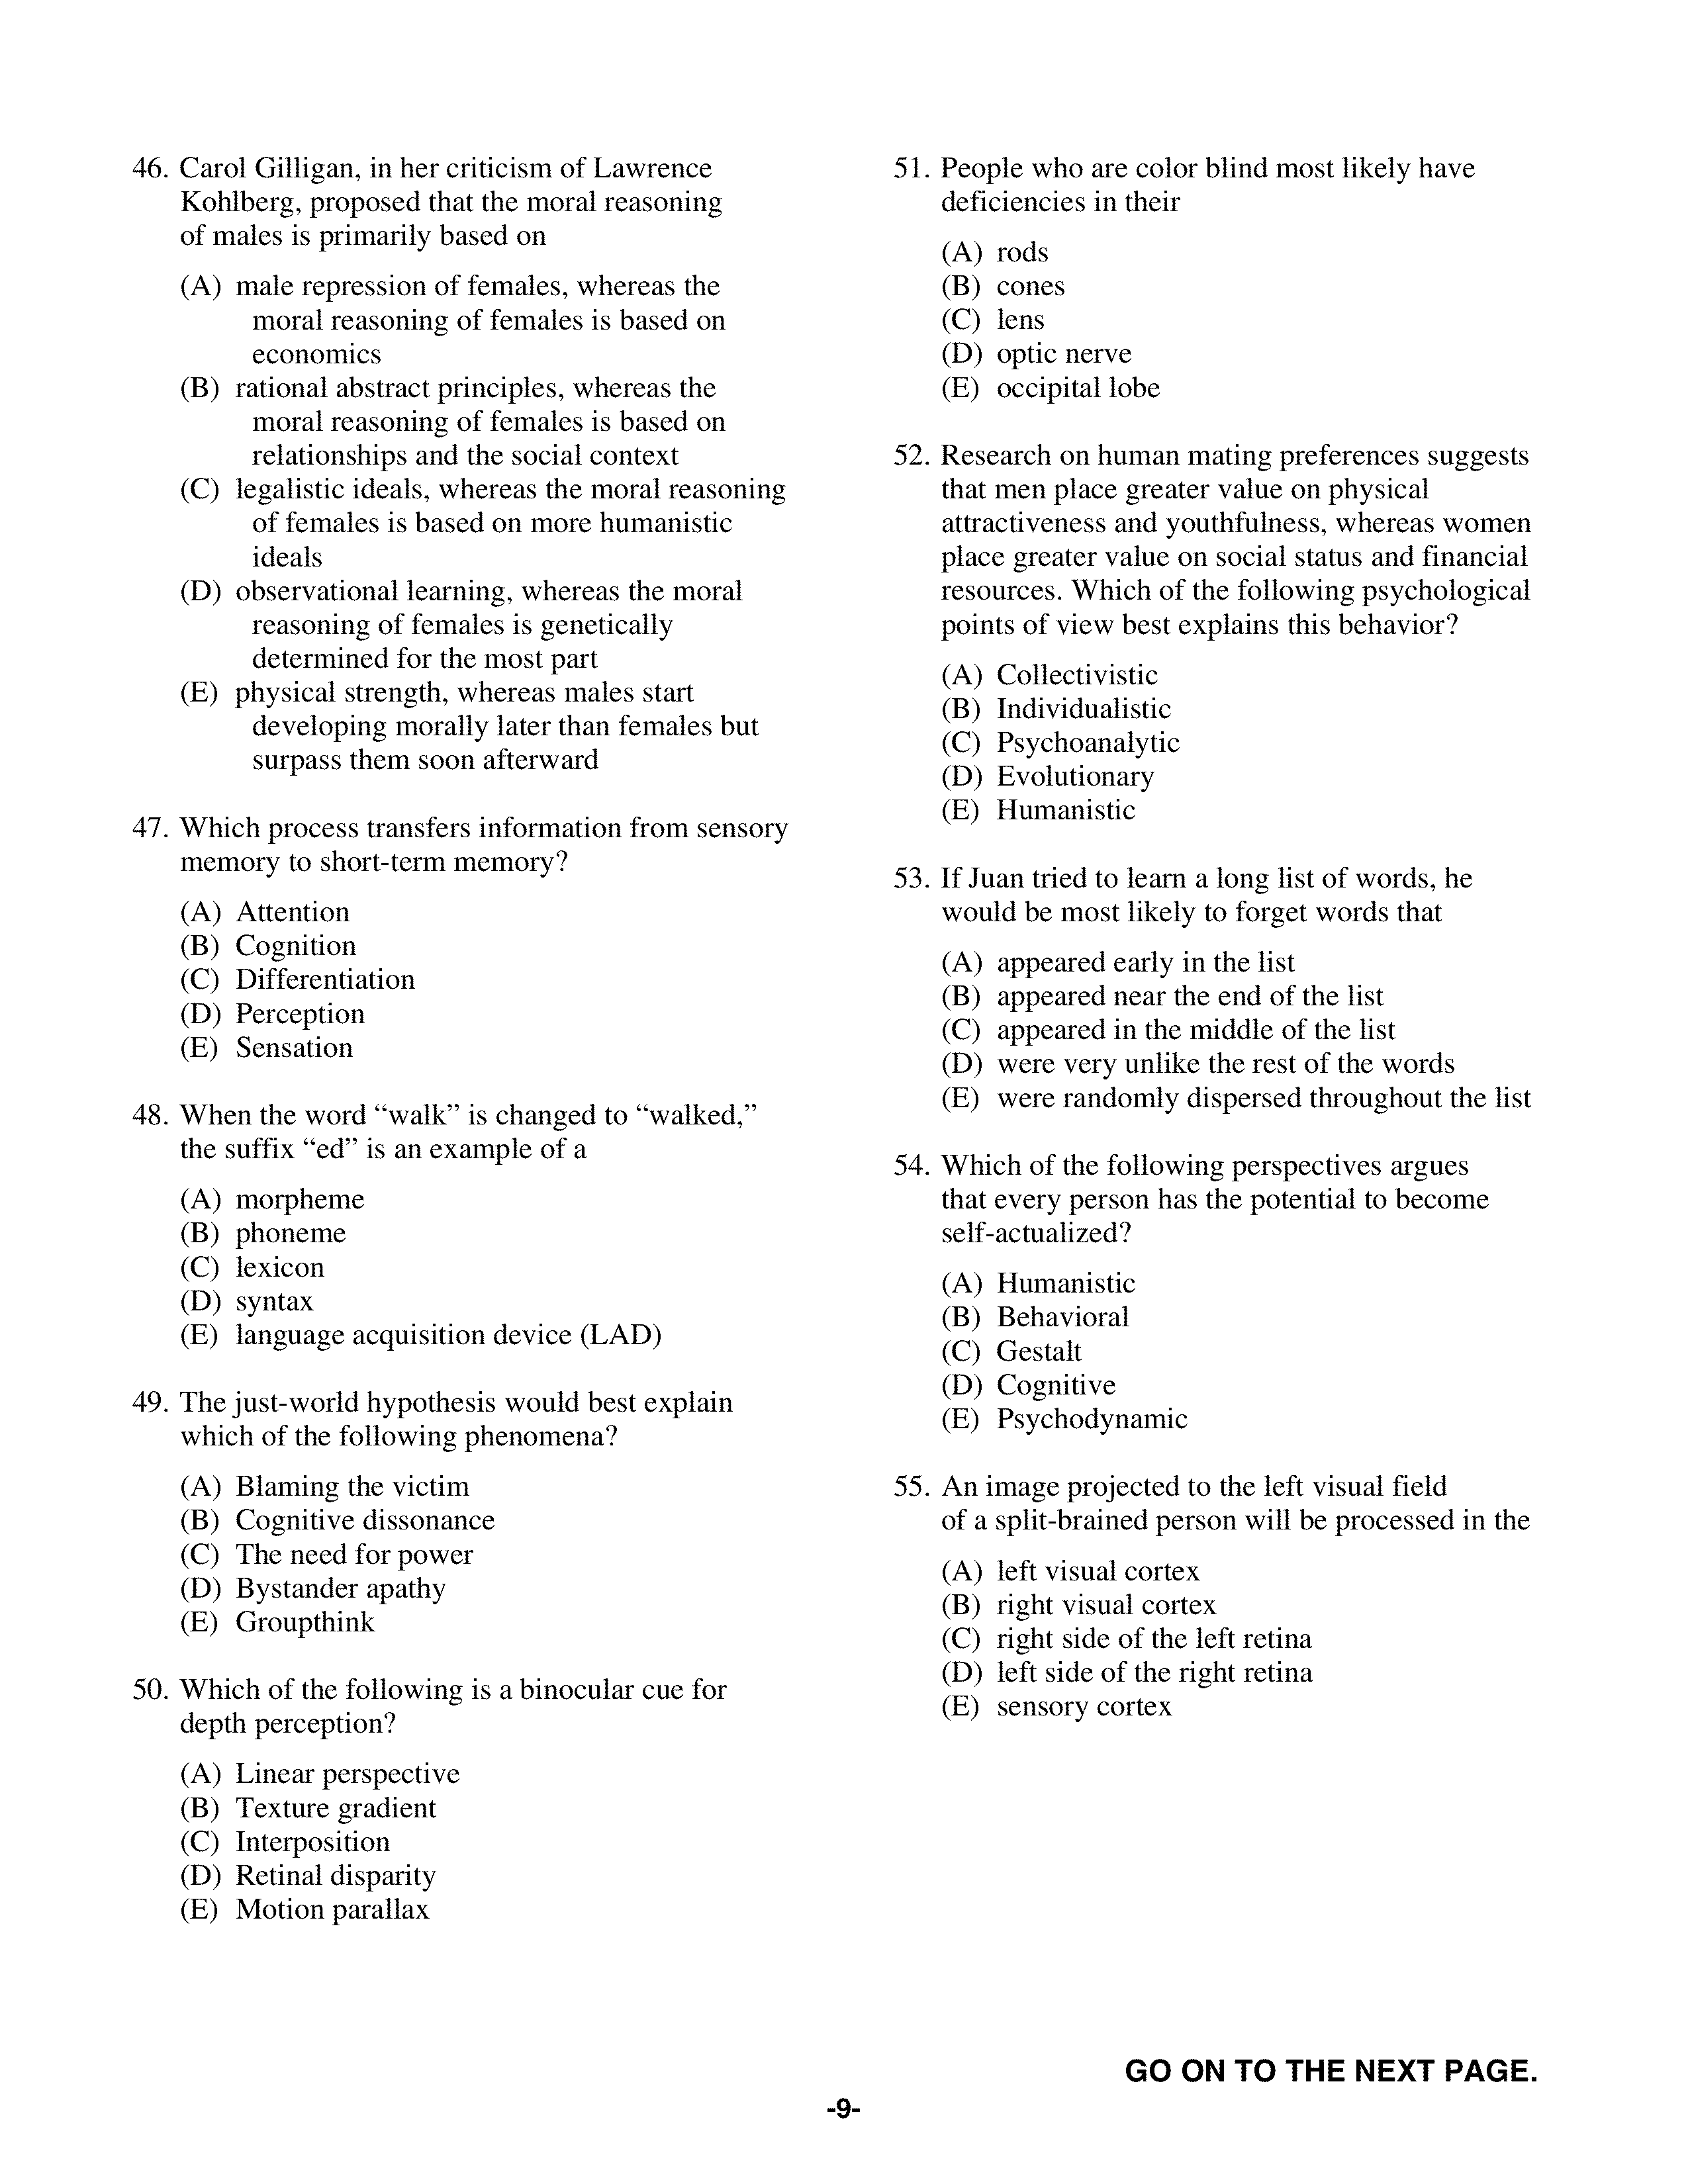 46. Carol Gilligan, in her criticism of Lawrence
Kohlberg, proposed that the moral reasoning
of males is primarily based on
(A) male repression of females, whereas the
moral reasoning of females is based on
economics
(B) rational abstract principles, whereas the
moral reasoning of females is based on
relationships and the social context
(C) legalistic ideals, whereas the moral reasoning
of females is based on more humanistic
ideals
(D) observational learning, whereas the moral
reasoning of females is genetically
determined for the most part
(E) physical strength, whereas males start
developing morally later than females but
surpass them soon afterward
47. Which process transfers information from sensory
memory to short-term memory?
(A) Attention
(B) Cognition
(C) Differentiation
(D) Perception
(E) Sensation
48. When the word “walk” is changed to “walked,”
the suffix “ed” is an example of a
(A) morpheme
(B) phoneme
(C) lexicon
(D) syntax
(E) language acquisition device (LAD)
49. The just-world hypothesis would best explain
which of the following phenomena?
(A) Blaming the victim
(B) Cognitive dissonance
(C) The need for power
(D) Bystander apathy
(E) Groupthink
50. Which of the following is a binocular cue for
depth perception?
(A) Linear perspective
(B) Texture gradient
(C) Interposition
(D) Retinal disparity
(E) Motion parallax
51. People who are color blind most likely have
deficiencies in their
(A) rods
(B) cones
(C) lens
(D) optic nerve
(E) occipital lobe
52. Research on human mating preferences suggests
that men place greater value on physical
attractiveness and youthfulness, whereas women
place greater value on social status and financial
resources. Which of the following psychological
points of view best explains this behavior?
(A) Collectivistic
(B) Individualistic
(C) Psychoanalytic
(D) Evolutionary
(E) Humanistic
53. If Juan tried to learn a long list of words, he
would be most likely to forget words that
(A) appeared early in the list
(B) appeared near the end of the list
(C) appeared in the middle of the list
(D) were very unlike the rest of the words
(E) were randomly dispersed throughout the list
54. Which of the following perspectives argues
that every person has the potential to become
self-actualized?
(A) Humanistic
(B) Behavioral
(C) Gestalt
(D) Cognitive
(E) Psychodynamic
55. An image projected to the left visual field
of a split-brained person will be processed in the
(A) left visual cortex
(B) right visual cortex
(C) right side of the left retina
(D) left side of the right retina
(E) sensory cortex
GO ON TO THE NEXT PAGE.
-9-